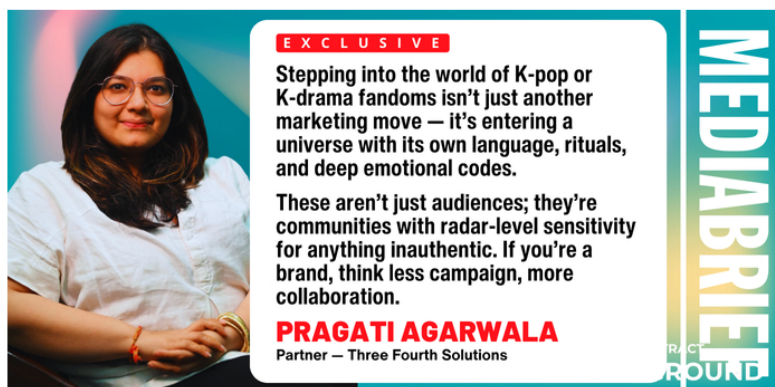 EXCLUSIVE
Stepping into the world of K-pop or
K-drama fandoms isn’t just another
marketing move — it’s entering a
universe with its own language, rituals,
and deep emotional codes.
These aren’t just audiences; they’re
communities with radar-level sensitivity
for anything inauthentic. If you’re a
brand, think less campaign, more
collaboration.
PRAGATI AGARWALA
Partner — Three Fourth Solutions
MEDIABRIEF